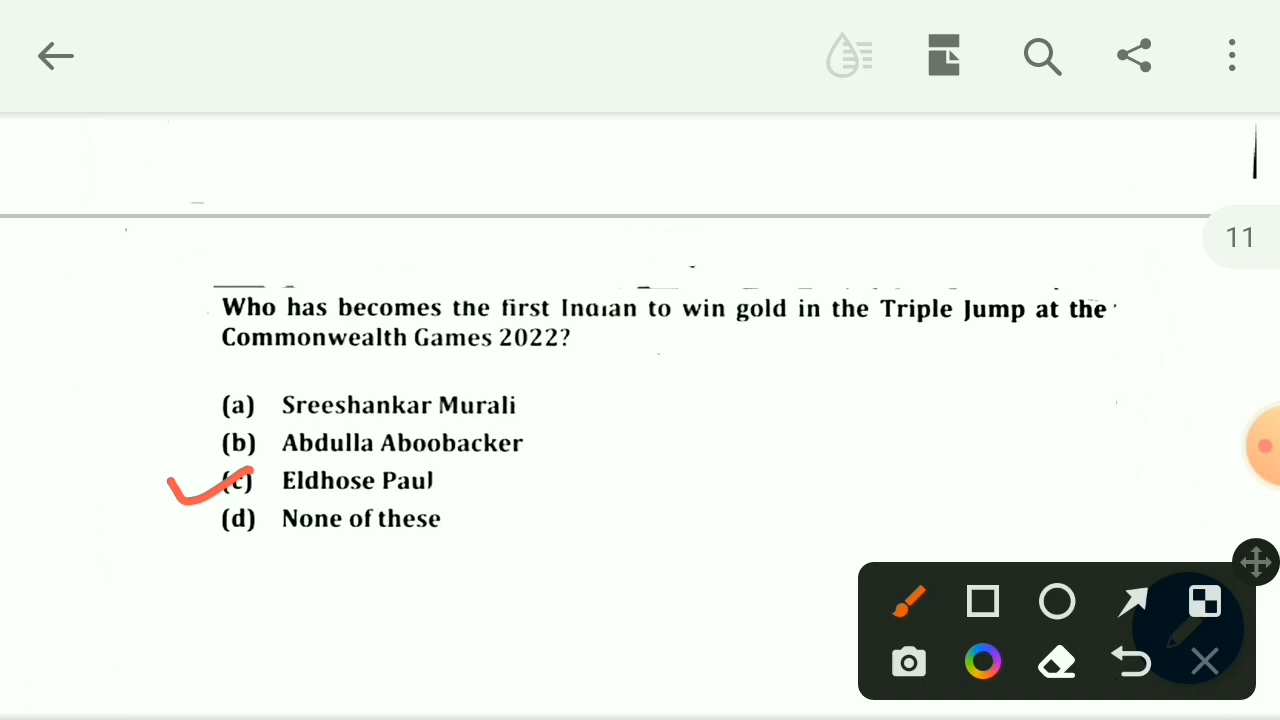 11
Who has becomes the first Indian to win gold in the Triple Jump at the
Commonwealth Games 2022?
(a) Sreeshankar Murali
(b) Abdulla Aboobacker
(c) Eldhose Paul
(d) None of these